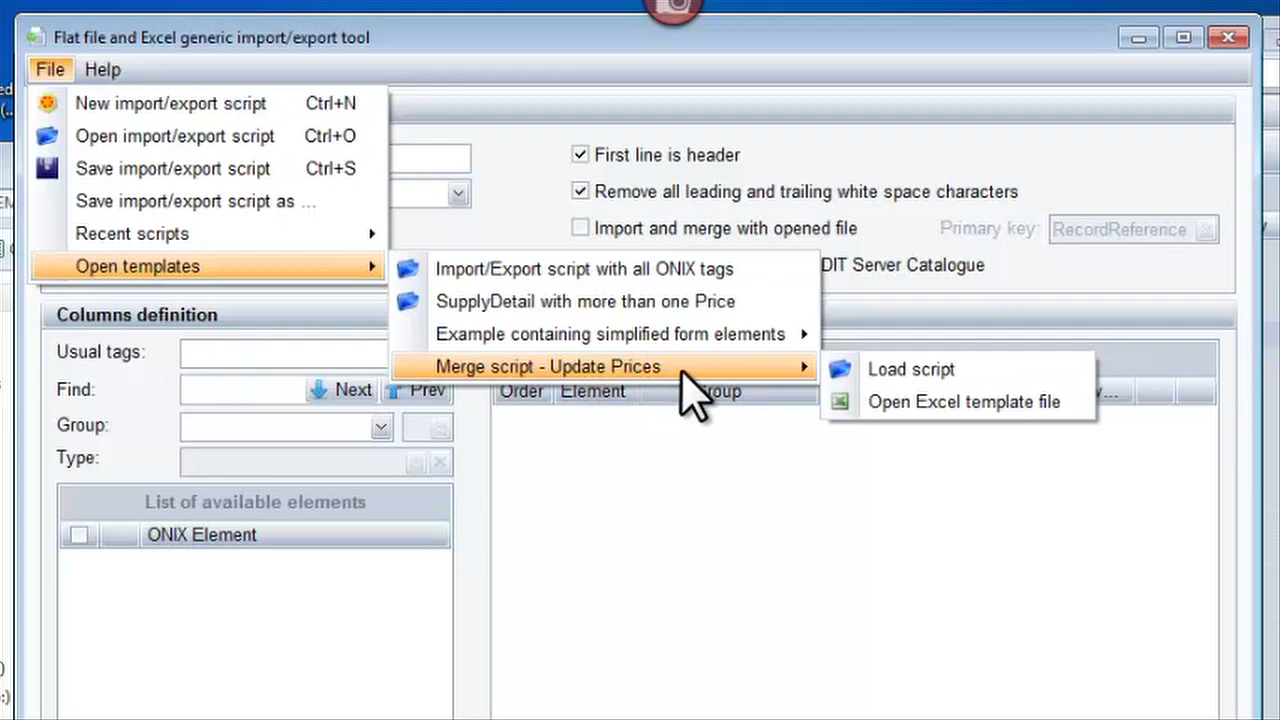 Flat file and Excel generic import/export tool
File Help
New import/export script Ctrl+N
Open import/export script Ctrl+O
Save import/export script Ctrl+S
Save import/export script as ...
Recent scripts
Open templates
First line is header
Remove all leading and trailing white space characters
Import and merge with opened file
Primary key: RecordReference
DIT Server Catalogue
Import/Export script with all ONIX tags
SupplyDetail with more than one Price
Example containing simplified form elements
Merge script - Update Prices
Load script
Open Excel template file
Columns definition
Usual tags:
Find: Next Prev
Group:
Type:
List of available elements
ONIX Element
Order Element